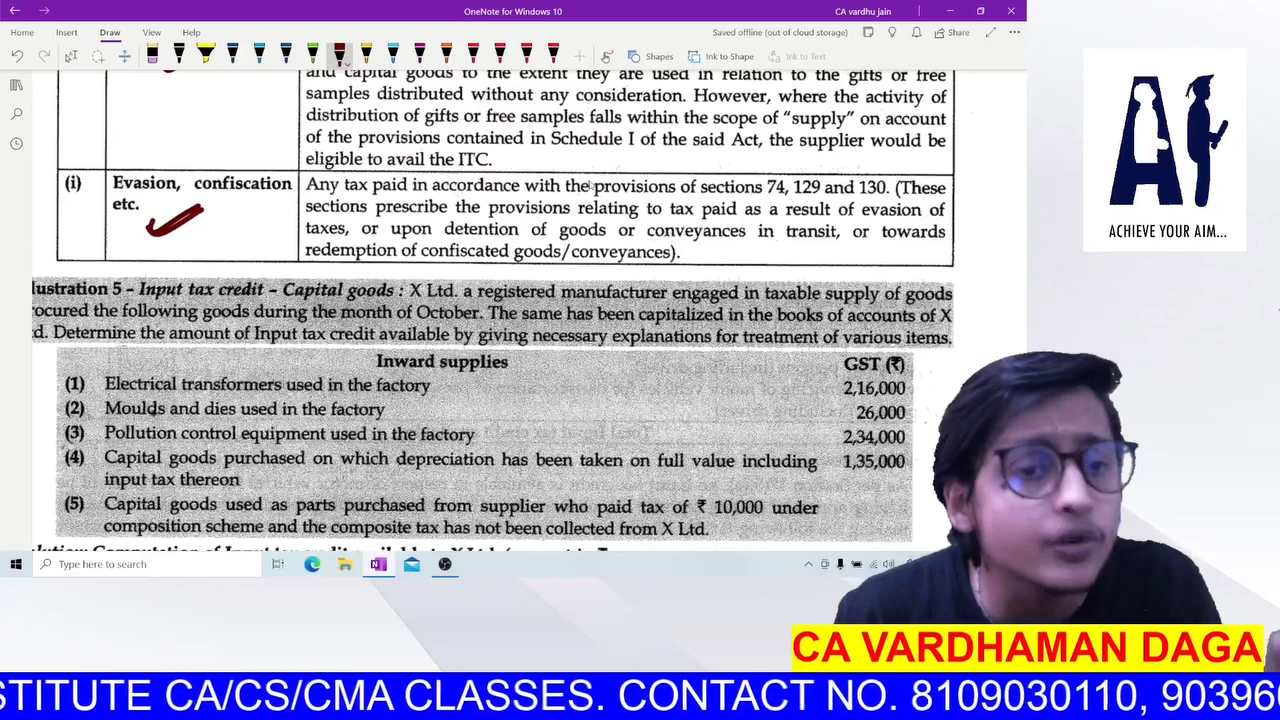 OneNote for Windows 10
CA vardhu jain
Home Insert Draw View Help
Saved offline (out of cloud storage)
Share
Shapes
Ink to Shape
Ink to Text
and capital goods to the extent they are used in relation to the gifts or free
samples distributed without any consideration. However, where the activity of
distribution of gifts or free samples falls within the scope of "supply" on account
of the provisions contained in Schedule I of the said Act, the supplier would be
eligible to avail the ITC.
(i) Evasion, confiscation etc.
Any tax paid in accordance with the provisions of sections 74, 129 and 130. (These
sections prescribe the provisions relating to tax paid as a result of evasion of
taxes, or upon detention of goods or conveyances in transit, or towards
redemption of confiscated goods/conveyances).
lustration 5 – Input tax credit – Capital goods : X Ltd. a registered manufacturer engaged in taxable supply of goods
rocured the following goods during the month of October. The same has been capitalized in the books of accounts of X
d. Determine the amount of Input tax credit available by giving necessary explanations for treatment of various items.
Inward supplies GST (₹)
(1) Electrical transformers used in the factory 2,16,000
(2) Moulds and dies used in the factory 26,000
(3) Pollution control equipment used in the factory 2,34,000
(4) Capital goods purchased on which depreciation has been taken on full value including 1,35,000
input tax thereon
(5) Capital goods used as parts purchased from supplier who paid tax of ₹ 10,000 under
composition scheme and the composite tax has not been collected from X Ltd.
Type here to search
AI
ACHIEVE YOUR AIM...
CA VARDHAMAN DAGA
STITUTE CA/CS/CMA CLASSES. CONTACT NO. 8109030110, 90396